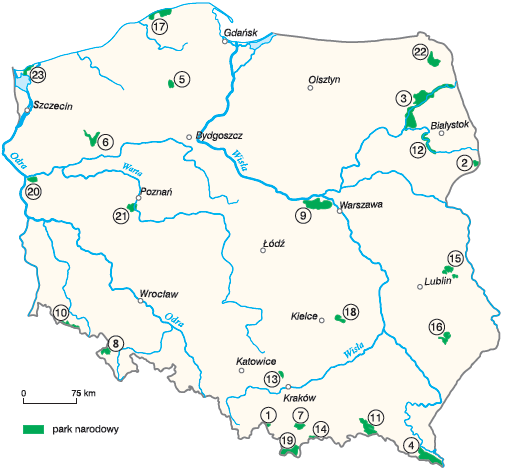 17
Gdańsk
22
23
5
Olsztyn
3
Szczecin
Białystok
6
Bydgoszcz
12
Odra
Wisła
2
Warta
20
Poznań
21
9
Warszawa
Łódź
15
Lublin
Wrocław
10
Odra
Kielce
18
16
8
Wisła
Katowice
13
Kraków
1
7
11
14
19
4
0 75 km
park narodowy